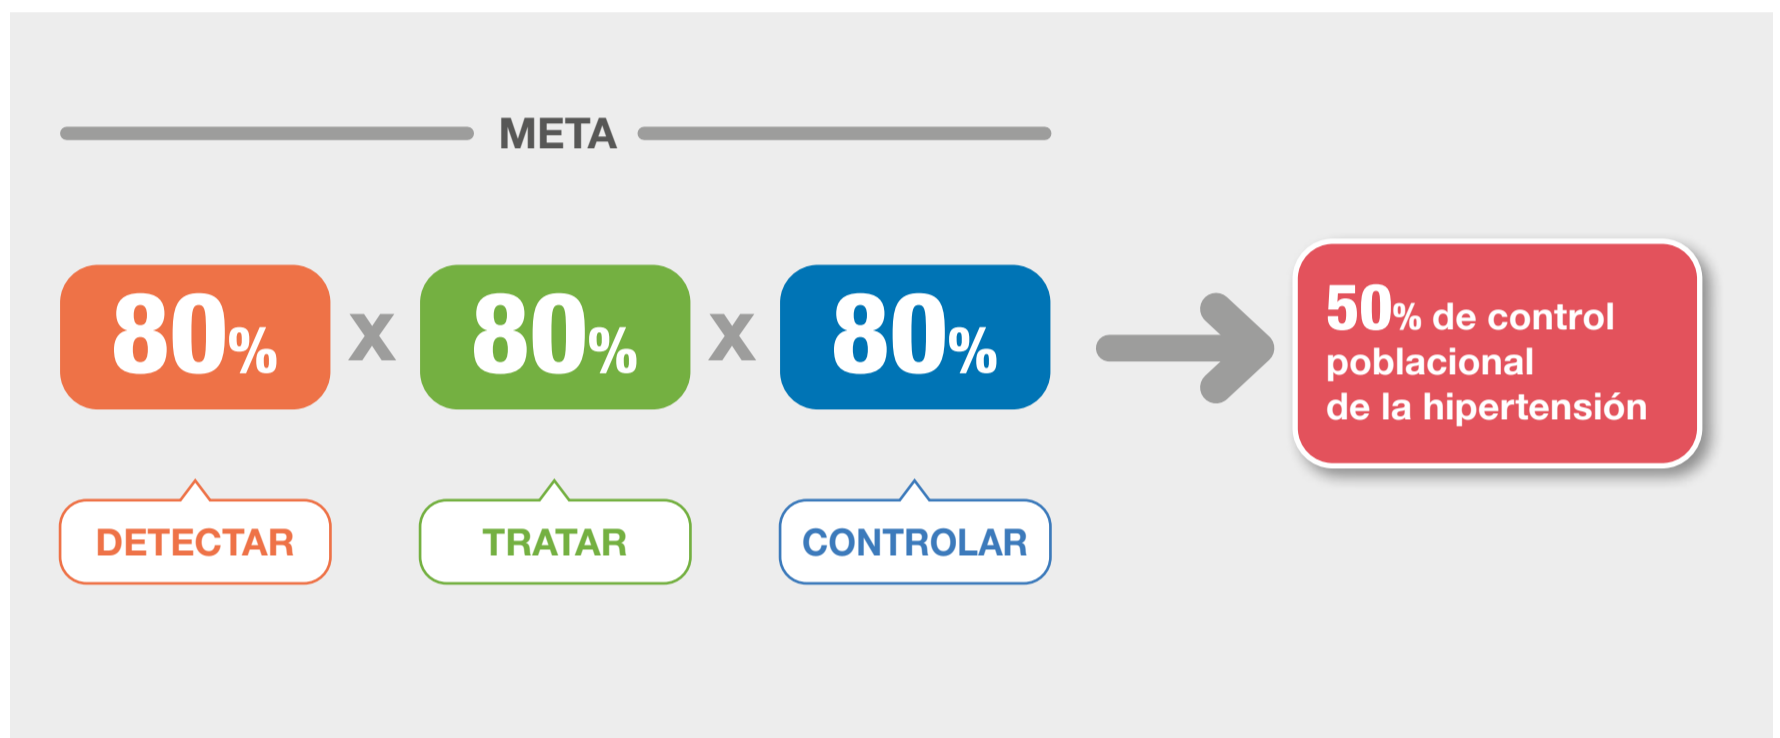 META
80% x 80% x 80%
50% de control
poblacional
de la hipertensión
DETECTAR
TRATAR
CONTROLAR